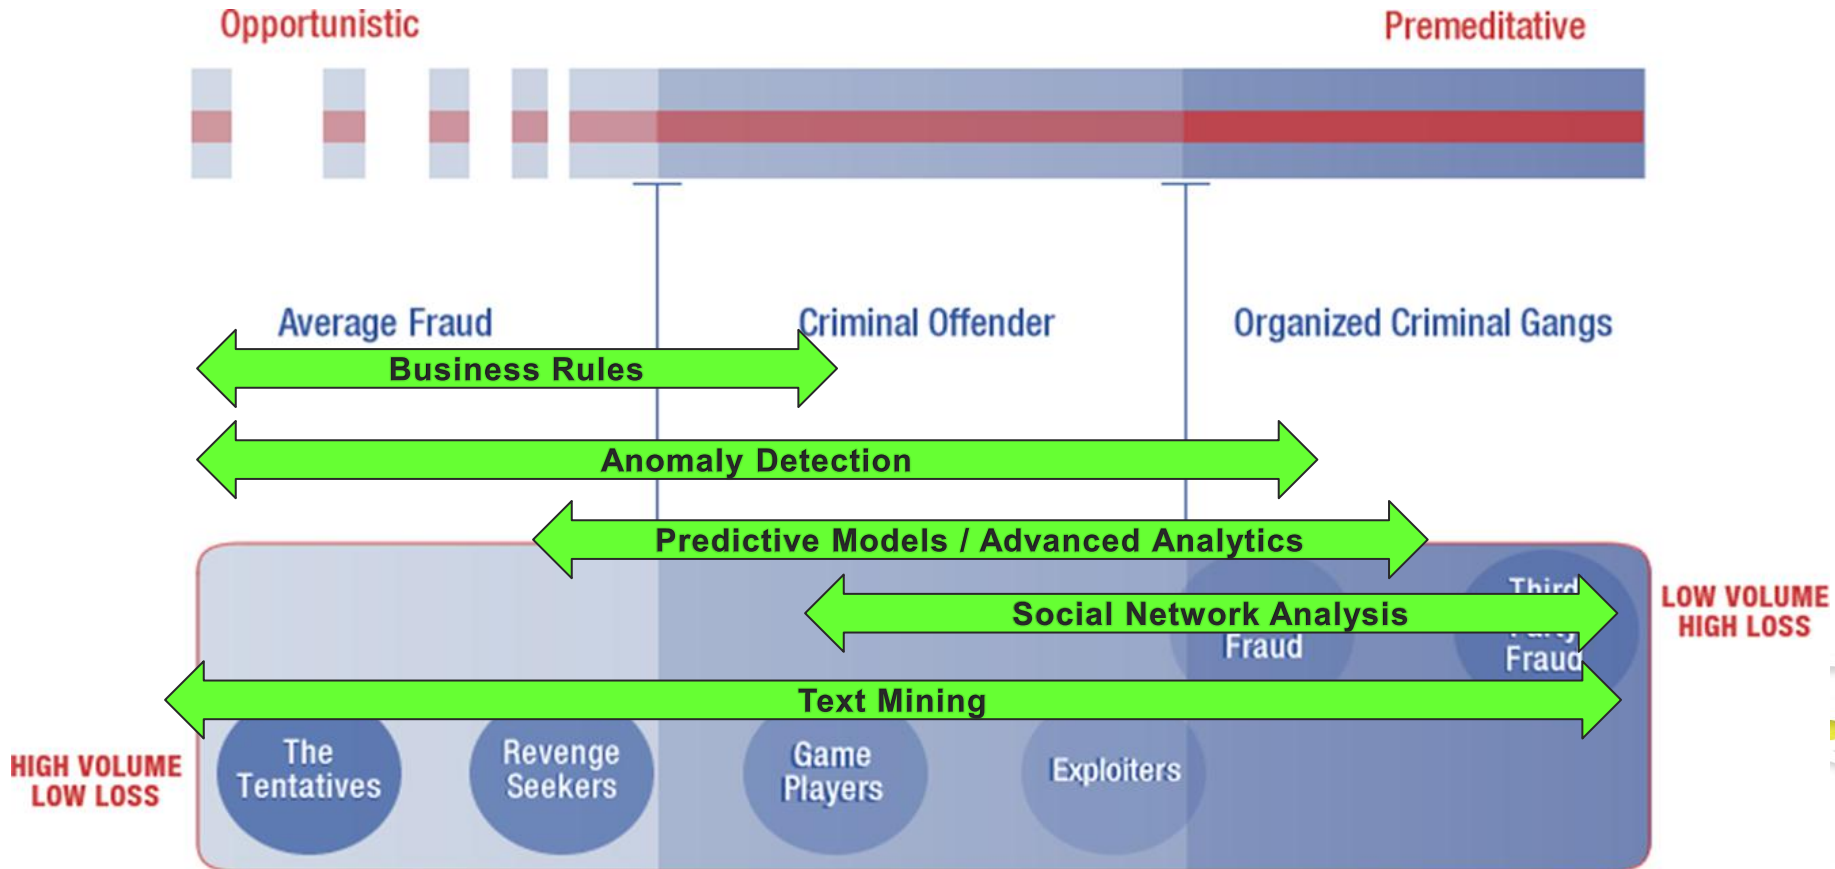 Opportunistic
Premeditative
Average Fraud
Criminal Offender
Organized Criminal Gangs
Business Rules
Anomaly Detection
Predictive Models / Advanced Analytics
Social Network Analysis
Third
Party
Fraud
Fraud
LOW VOLUME
HIGH LOSS
Text Mining
HIGH VOLUME
LOW LOSS
The
Tentatives
Revenge
Seekers
Game
Players
Exploiters